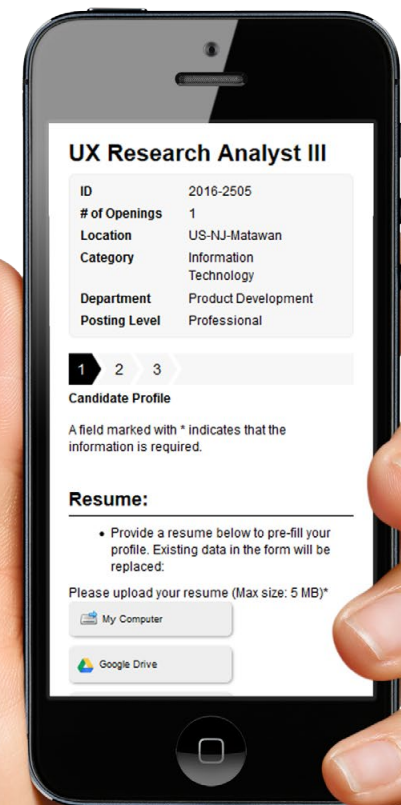 UX Research Analyst III
ID 2016-2505
# of Openings 1
Location US-NJ-Matawan
Category Information
Technology
Department Product Development
Posting Level Professional
1 2 3
Candidate Profile
A field marked with * indicates that the
information is required.
Resume:
• Provide a resume below to pre-fill your
profile. Existing data in the form will be
replaced:
Please upload your resume (Max size: 5 MB)*
My Computer
Google Drive